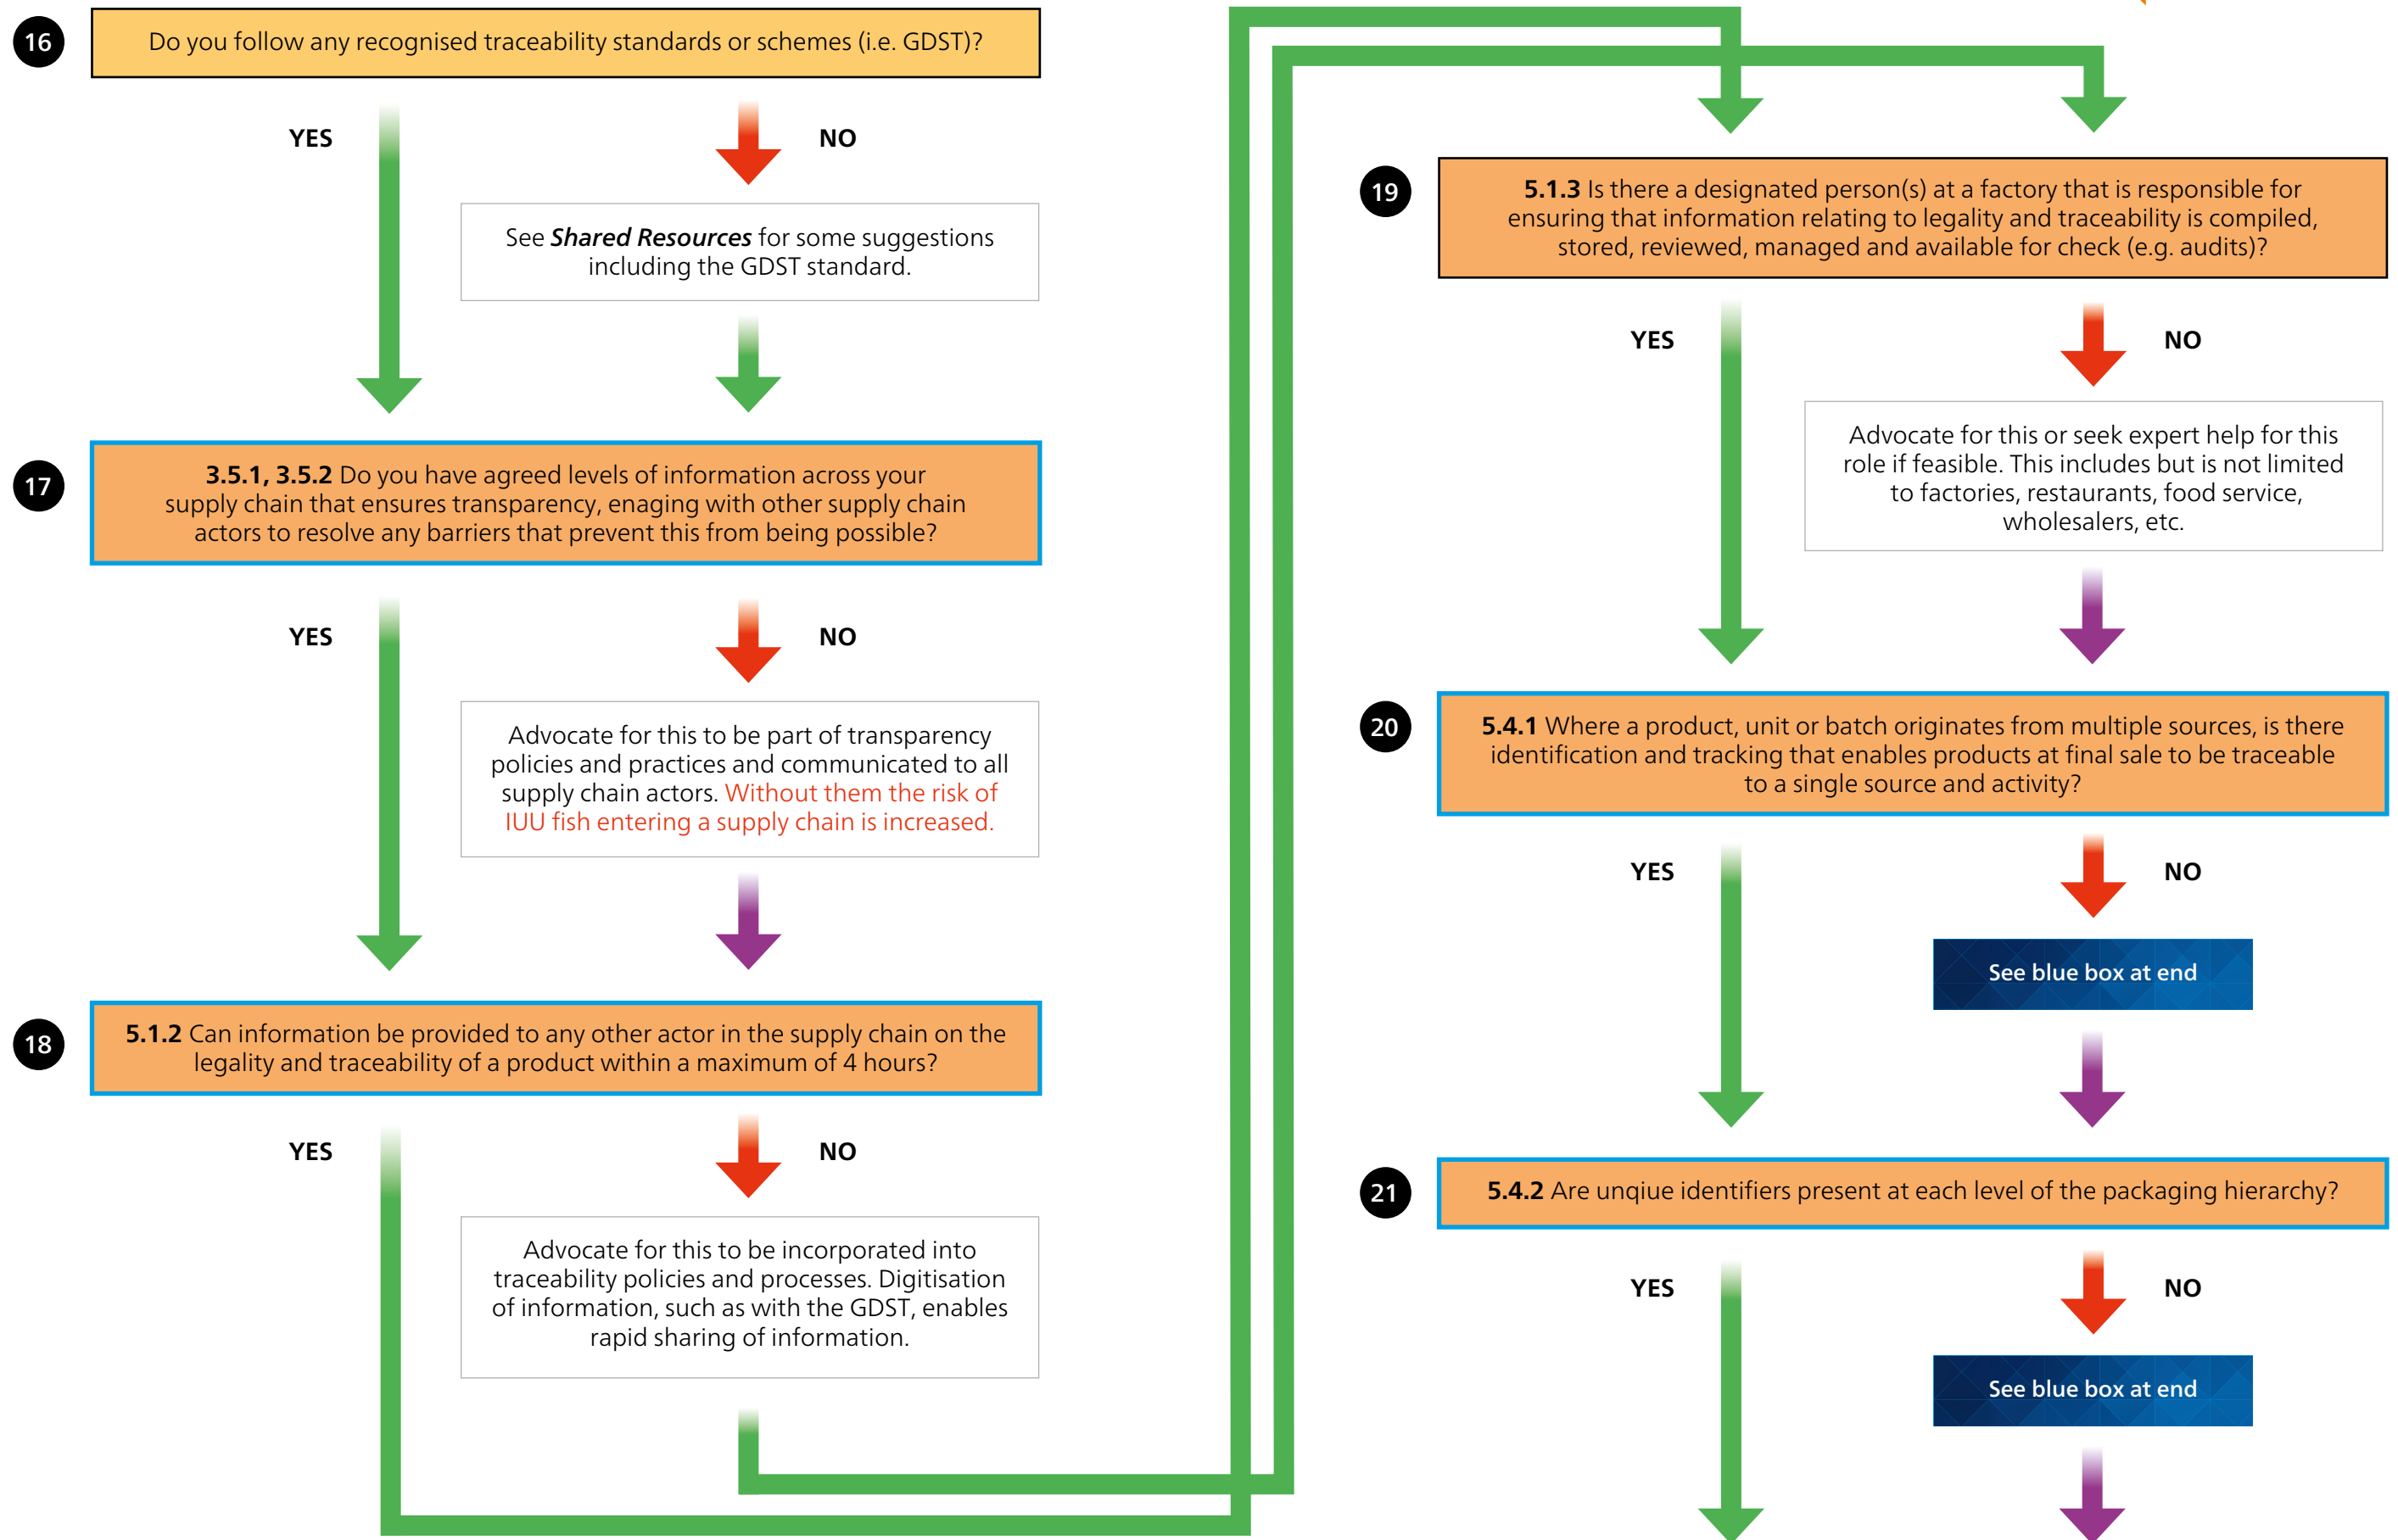 16
Do you follow any recognised traceability standards or schemes (i.e. GDST)?
YES
NO
See Shared Resources for some suggestions
including the GDST standard.
17
3.5.1, 3.5.2 Do you have agreed levels of information across your
supply chain that ensures transparency, enaging with other supply chain
actors to resolve any barriers that prevent this from being possible?
YES
NO
Advocate for this to be part of transparency
policies and practices and communicated to all
supply chain actors. Without them the risk of
IUU fish entering a supply chain is increased.
18
5.1.2 Can information be provided to any other actor in the supply chain on the
legality and traceability of a product within a maximum of 4 hours?
YES
NO
Advocate for this to be incorporated into
traceability policies and processes. Digitisation
of information, such as with the GDST, enables
rapid sharing of information.
19
5.1.3 Is there a designated person(s) at a factory that is responsible for
ensuring that information relating to legality and traceability is compiled,
stored, reviewed, managed and available for check (e.g. audits)?
YES
NO
Advocate for this or seek expert help for this
role if feasible. This includes but is not limited
to factories, restaurants, food service,
wholesalers, etc.
20
5.4.1 Where a product, unit or batch originates from multiple sources, is there
identification and tracking that enables products at final sale to be traceable
to a single source and activity?
YES
NO
See blue box at end
21
5.4.2 Are unqiue identifiers present at each level of the packaging hierarchy?
YES
NO
See blue box at end